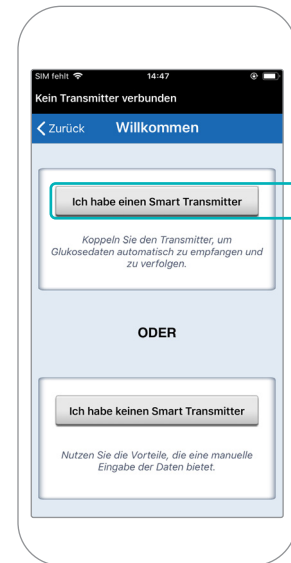 SIM fehlt 14:47
Kein Transmitter verbunden
Zurück Willkommen
Ich habe einen Smart Transmitter
Koppeln Sie den Transmitter, um
Glukosedaten automatisch zu empfangen und
zu verfolgen.
ODER
Ich habe keinen Smart Transmitter
Nutzen Sie die Vorteile, die eine manuelle
Eingabe der Daten bietet.